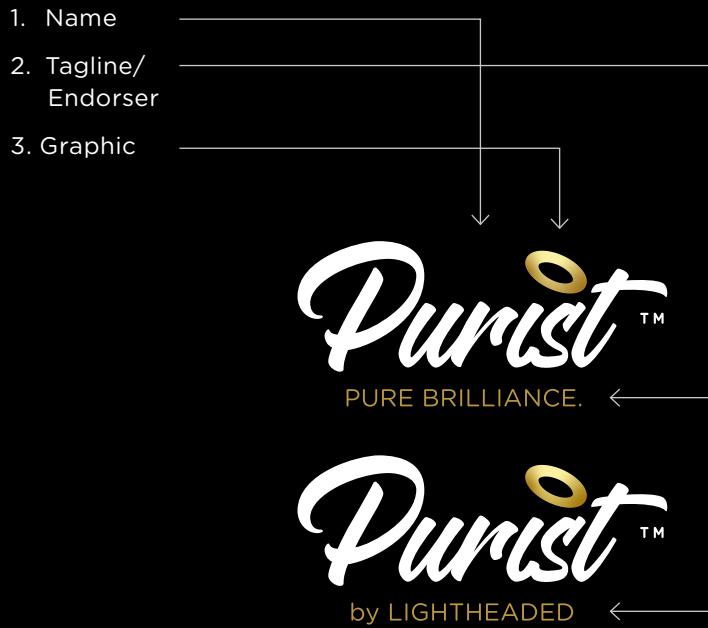 1. Name
2. Tagline/
Endorser
3. Graphic
Purist TM
PURE BRILLIANCE.
Purist TM
by LIGHTHEADED